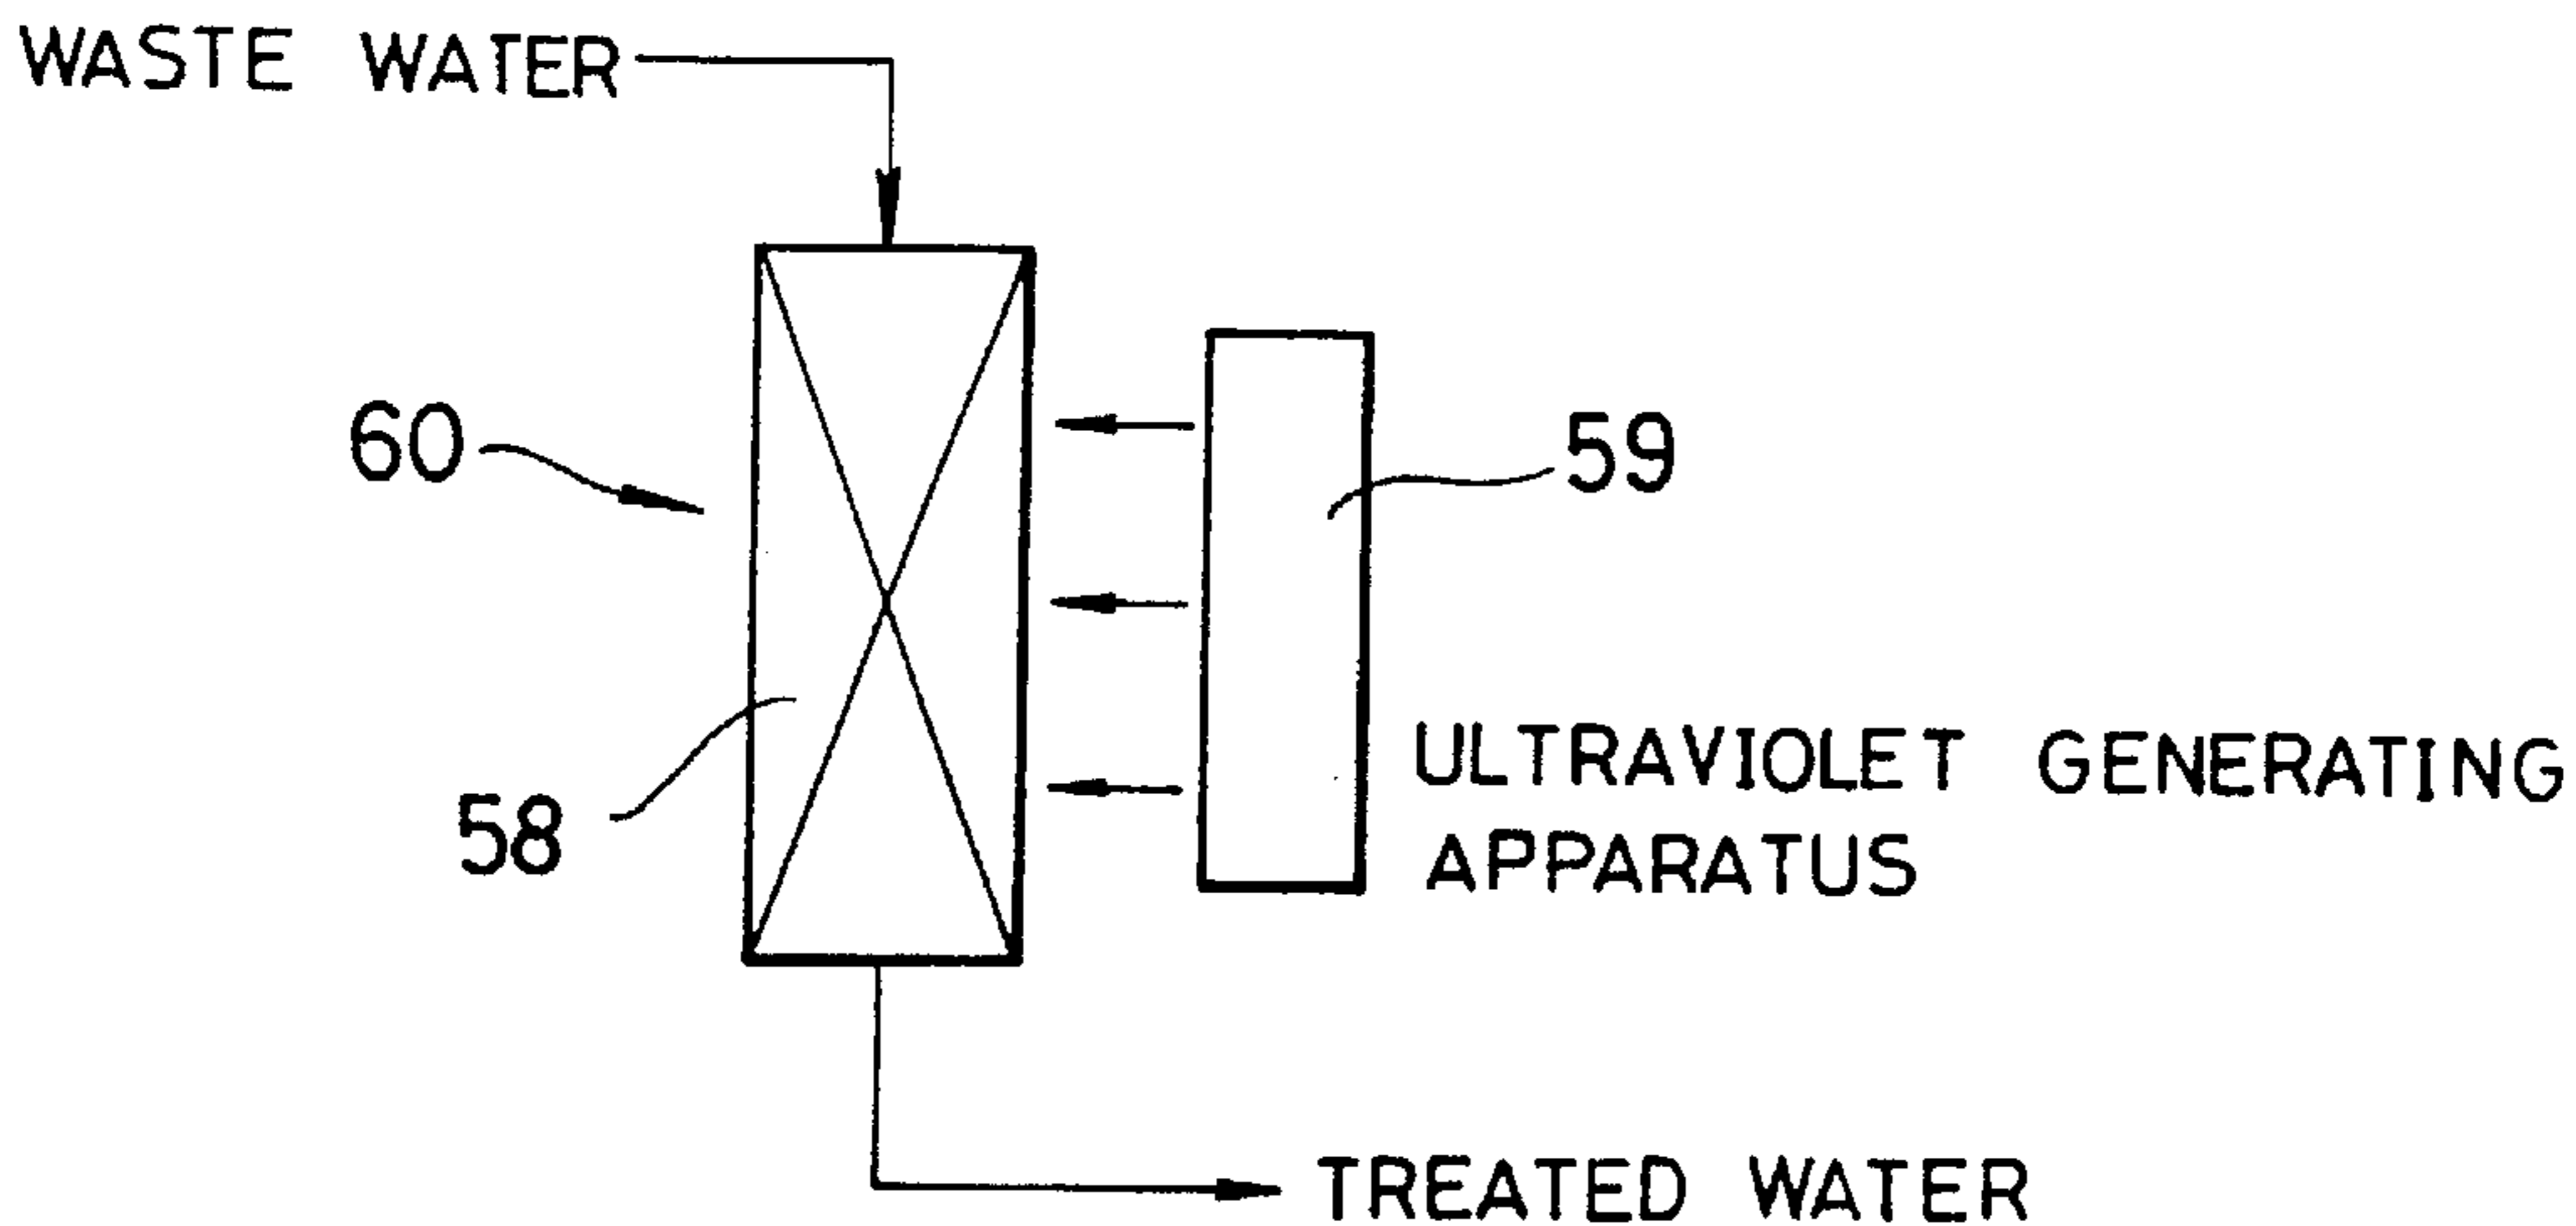 WASTE WATER
60
59
58
ULTRAVIOLET GENERATING
APPARATUS
TREATED WATER